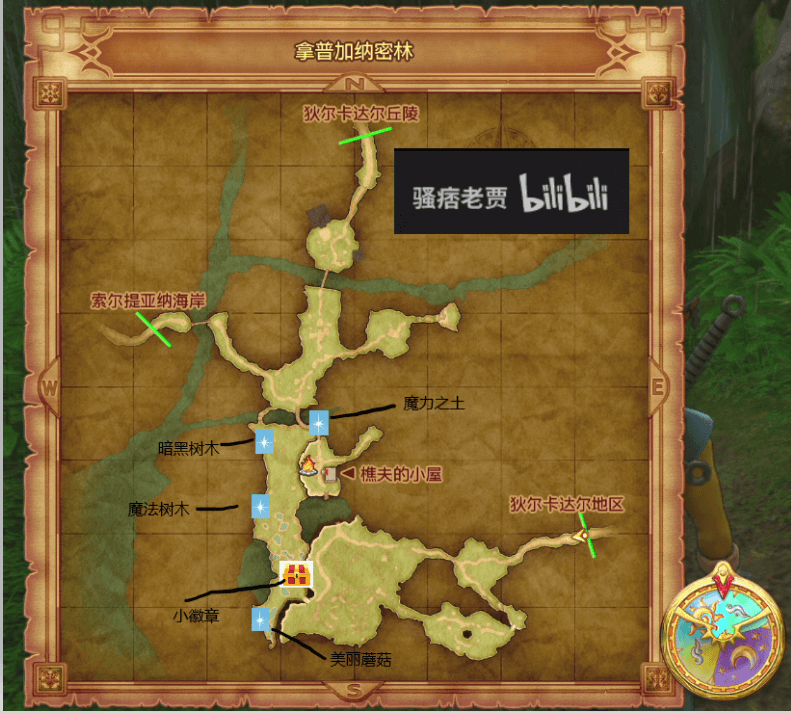 拿普加纳密林
N
狄尔卡达尔丘陵
骚痞老贾 bilibili
索尔提亚纳海岸
W
E
魔力之土
暗黑树木
樵夫的小屋
魔法树木
狄尔卡达尔地区
小徽章
美丽蘑菇
S